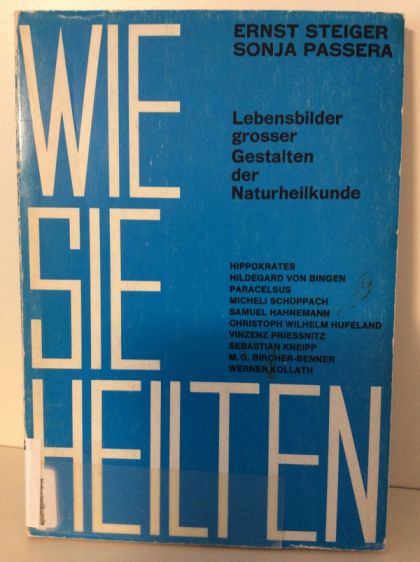 WIE
SIE
HEILTEN
ERNST STEIGER
SONJA PASSERA
Lebensbilder
grosser
Gestalten
der
Naturheilkunde
HIPPOKRATES
HILDEGARD VON BINGEN
PARACELSUS
MICHELI SCHÜPPACH
SAMUEL HAHNEMANN
CHRISTOPH WILHELM HUFELAND
VINZENZ PRIESSNITZ
SEBASTIAN KNEIPP
M. O. BIRCHER-BENNER
WERNER KOLLATH